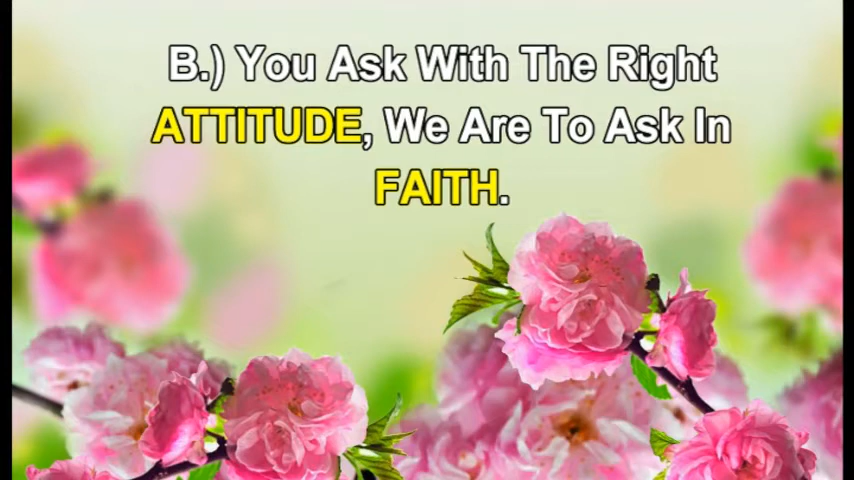 B.) You Ask With The Right
ATTITUDE, We Are To Ask In
FAITH.